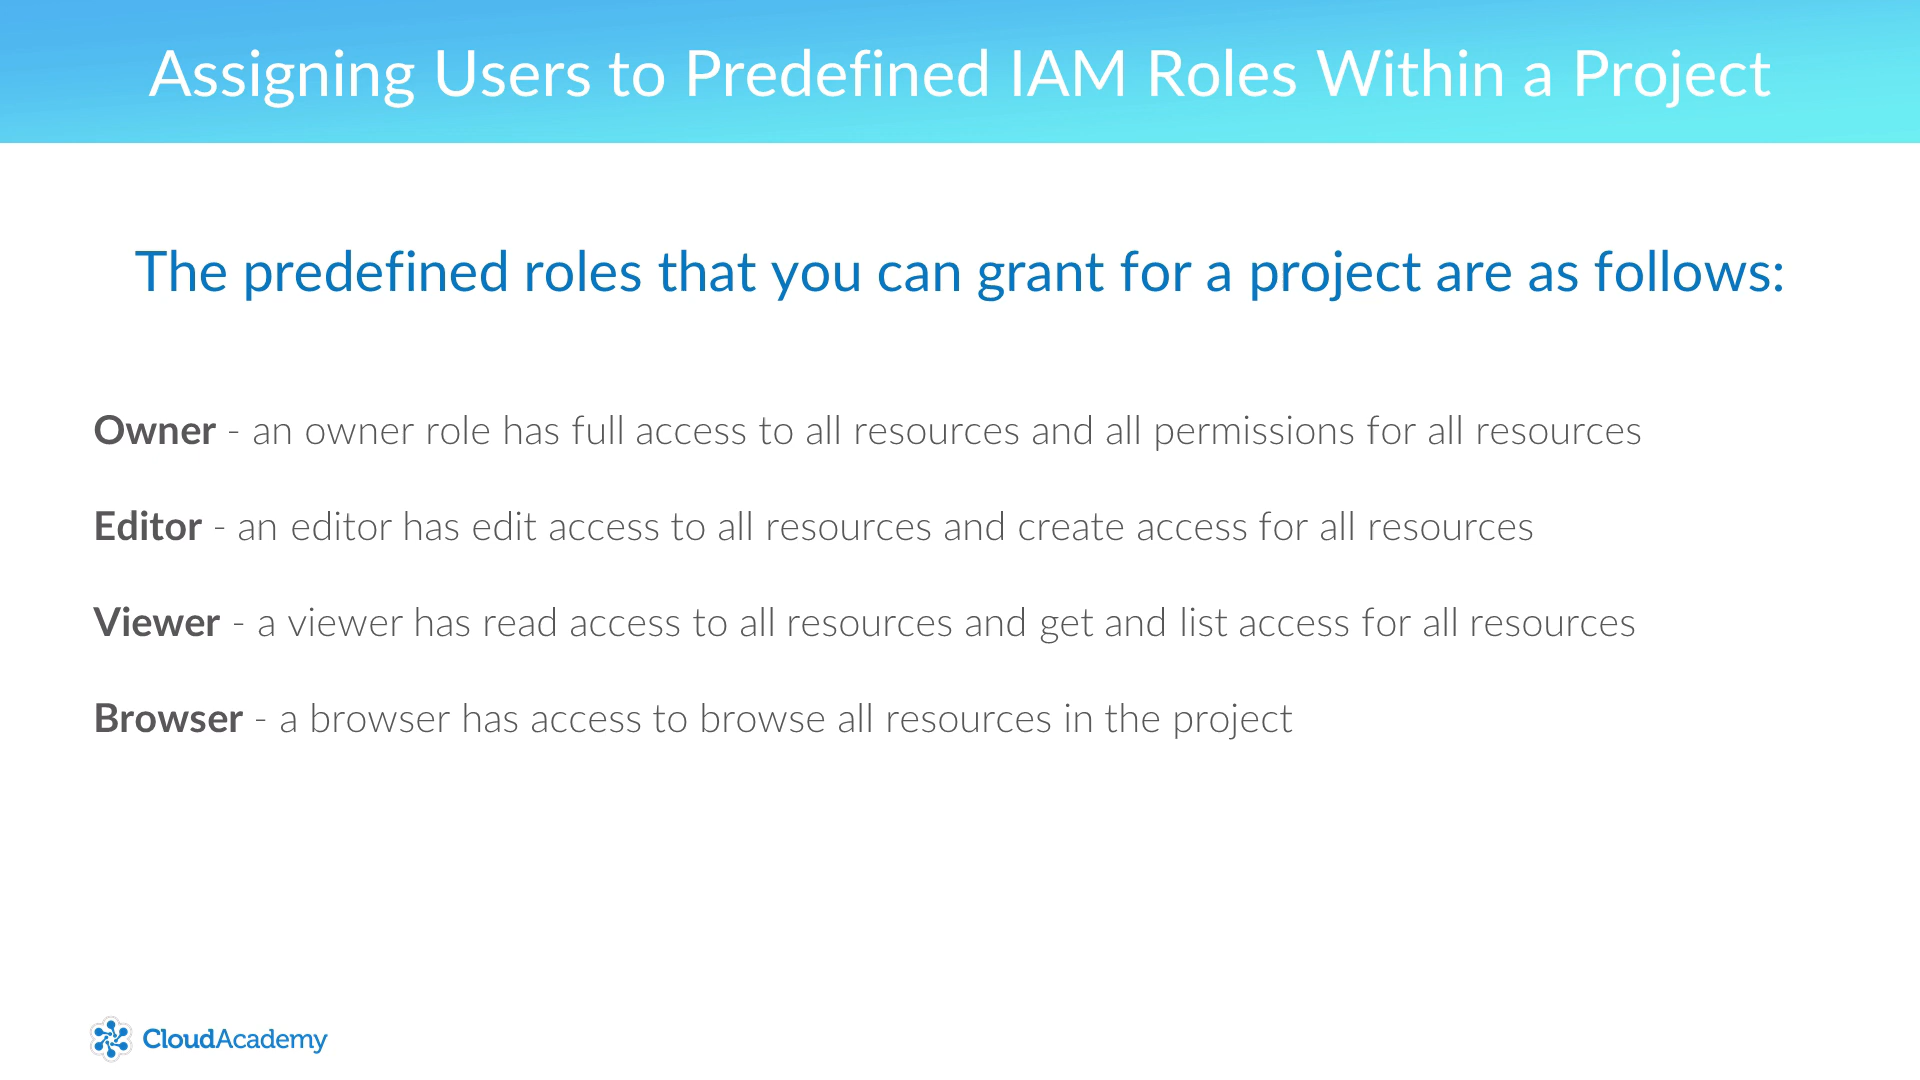 Assigning Users to Predefined IAM Roles Within a Project
The predefined roles that you can grant for a project are as follows:
Owner - an owner role has full access to all resources and all permissions for all resources
Editor - an editor has edit access to all resources and create access for all resources
Viewer - a viewer has read access to all resources and get and list access for all resources
Browser - a browser has access to browse all resources in the project
CloudAcademy